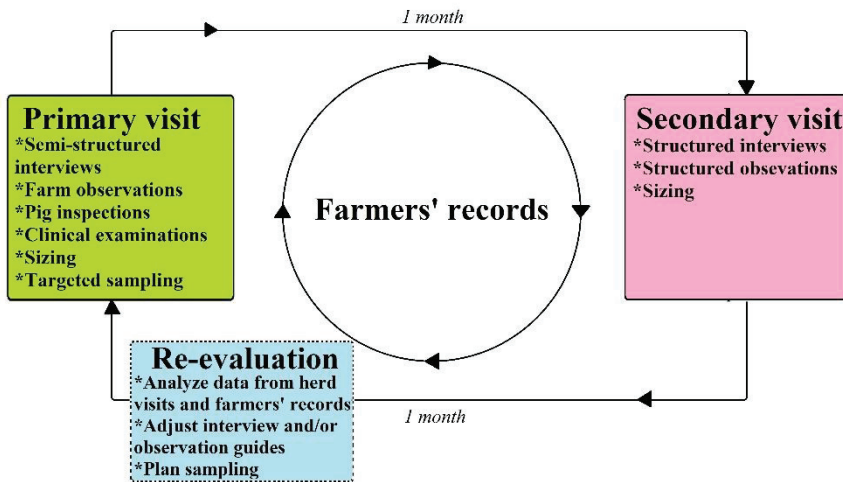 1 month
Primary visit
*Semi-structured
interviews
*Farm observations
*Pig inspections
*Clinical examinations
*Sizing
*Targeted sampling
Farmers' records
Secondary visit
*Structured interviews
*Structured obsevations
*Sizing
Re-evaluation
*Analyze data from herd
visits and farmers' records
*Adjust interview and/or
observation guides
*Plan sampling
1 month